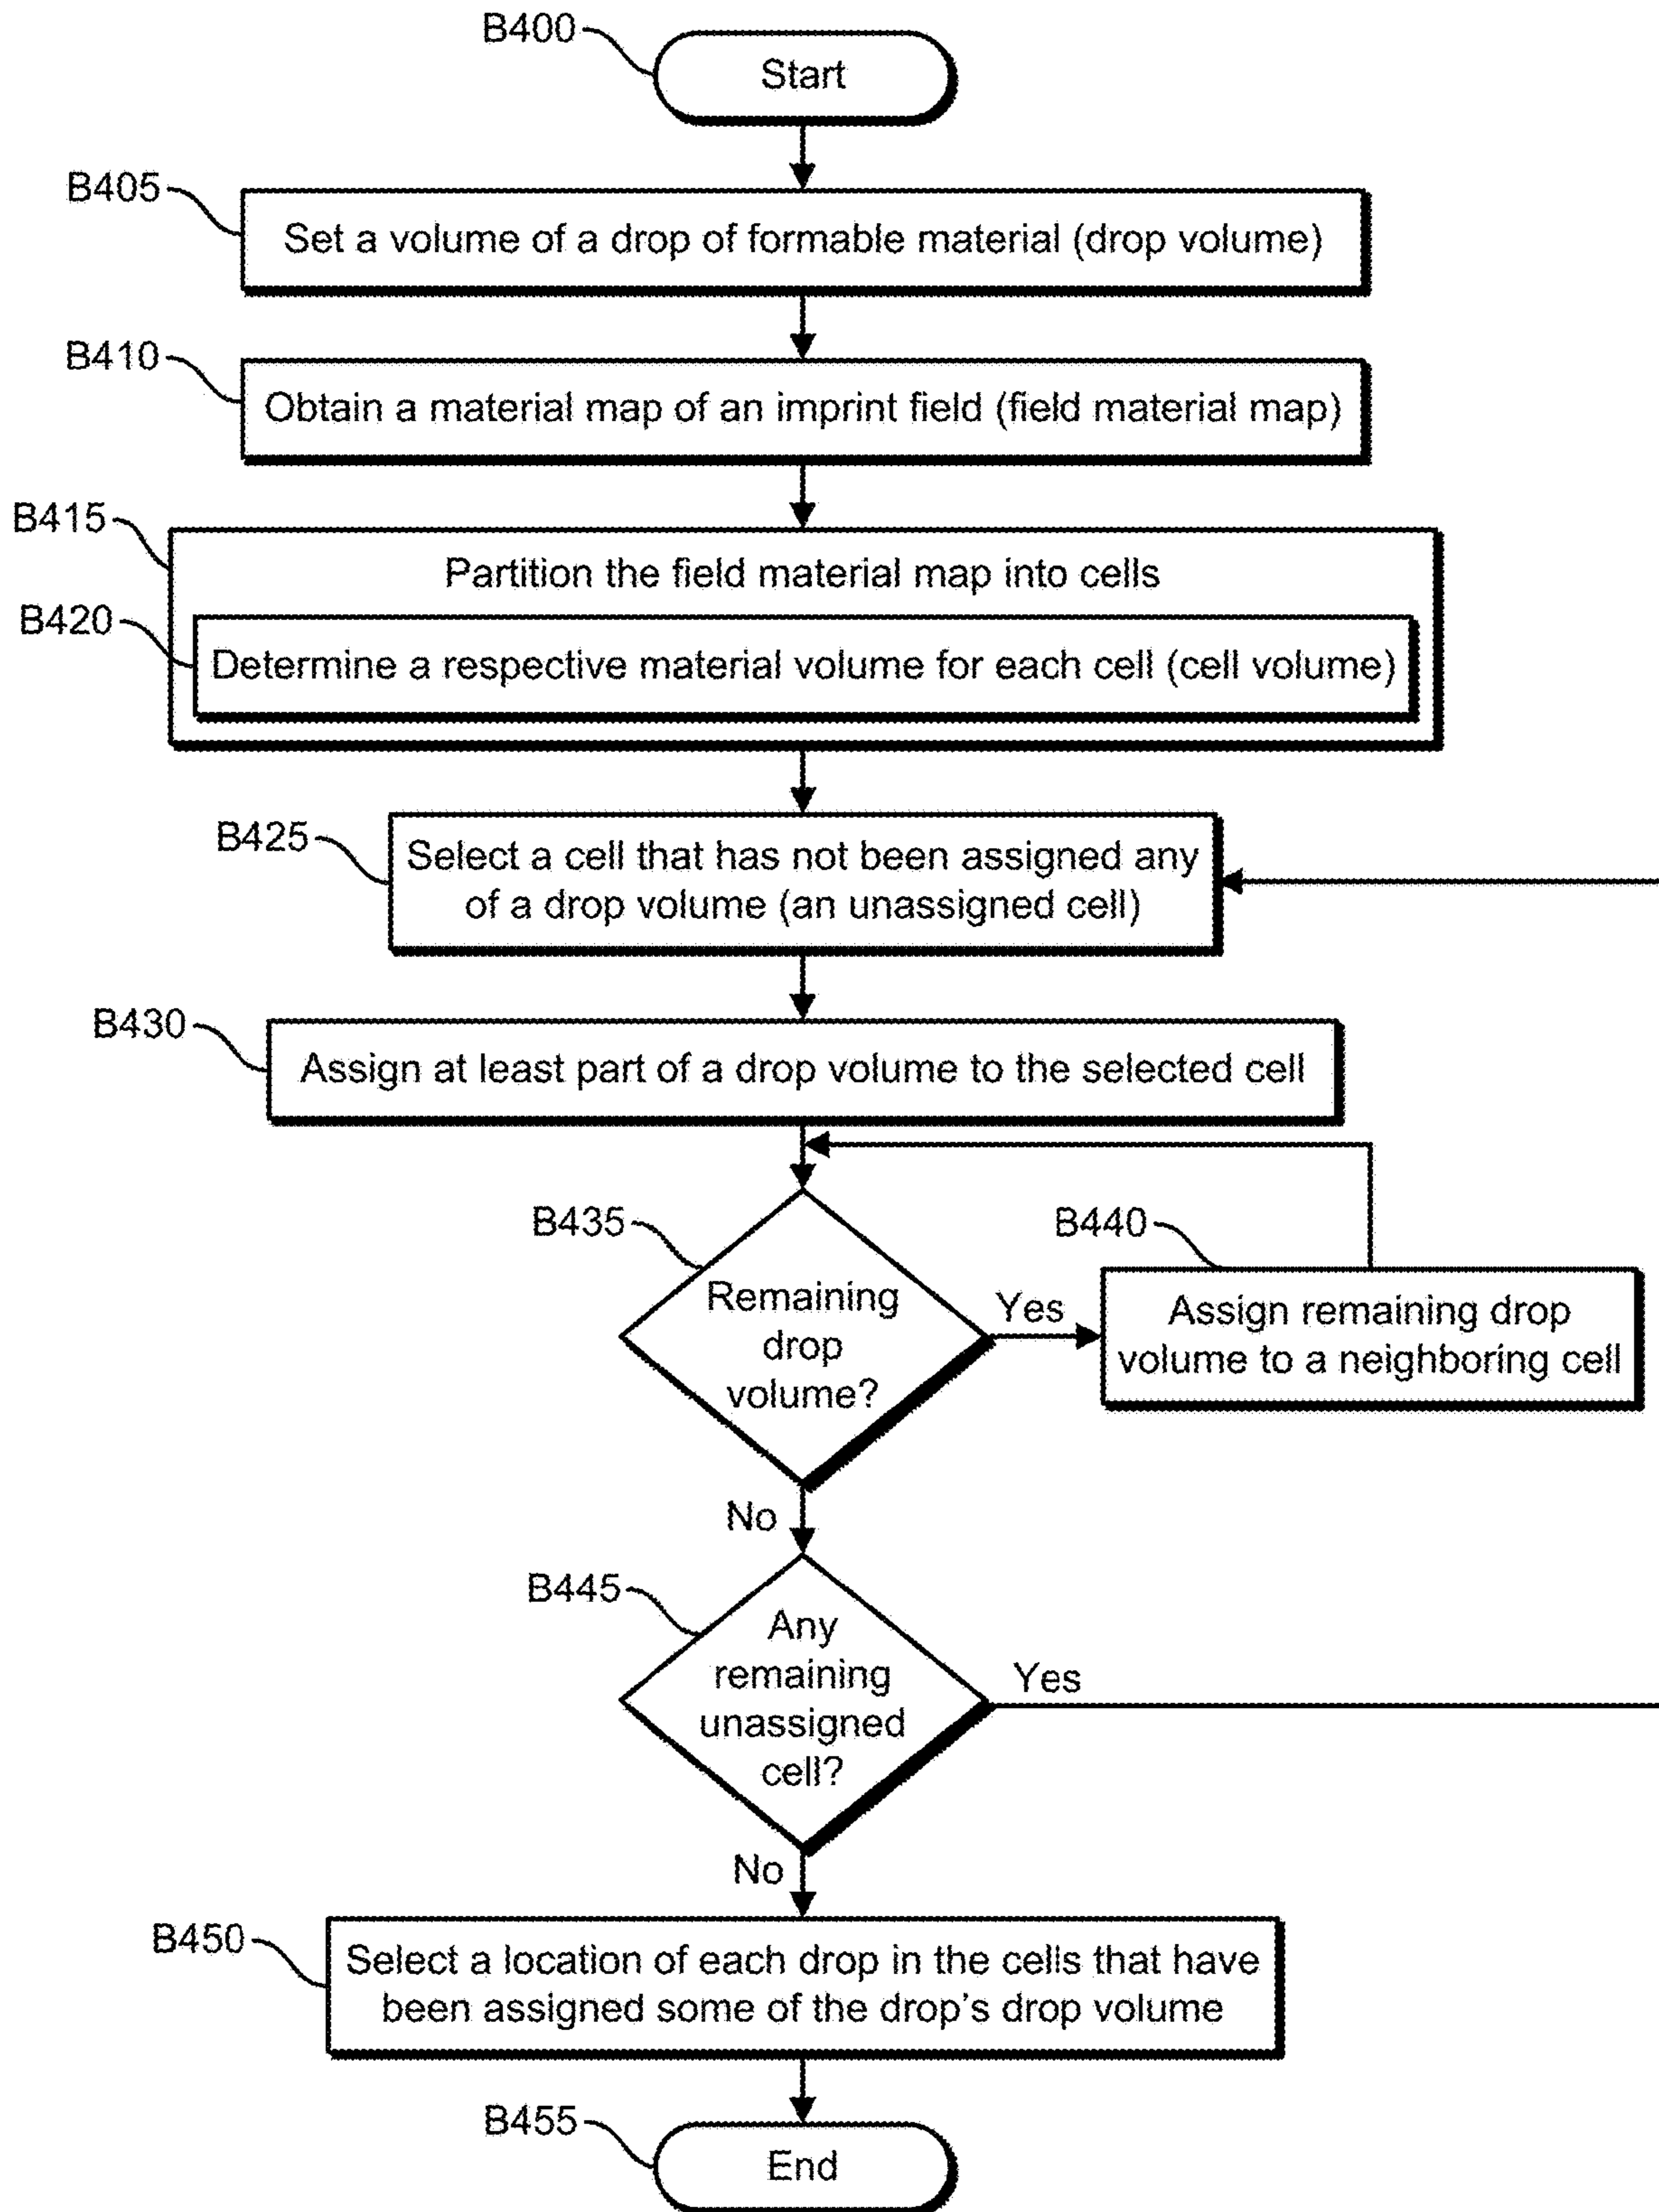 B400
Start
B405
Set a volume of a drop of formable material (drop volume)
B410
Obtain a material map of an imprint field (field material map)
B415
Partition the field material map into cells
B420
Determine a respective material volume for each cell (cell volume)
B425
Select a cell that has not been assigned any
of a drop volume (an unassigned cell)
B430
Assign at least part of a drop volume to the selected cell
B435
Remaining
drop
volume?
Yes
B440
Assign remaining drop
volume to a neighboring cell
No
B445
Any
remaining
unassigned
cell?
Yes
No
B450
Select a location of each drop in the cells that have
been assigned some of the drop's drop volume
B455
End